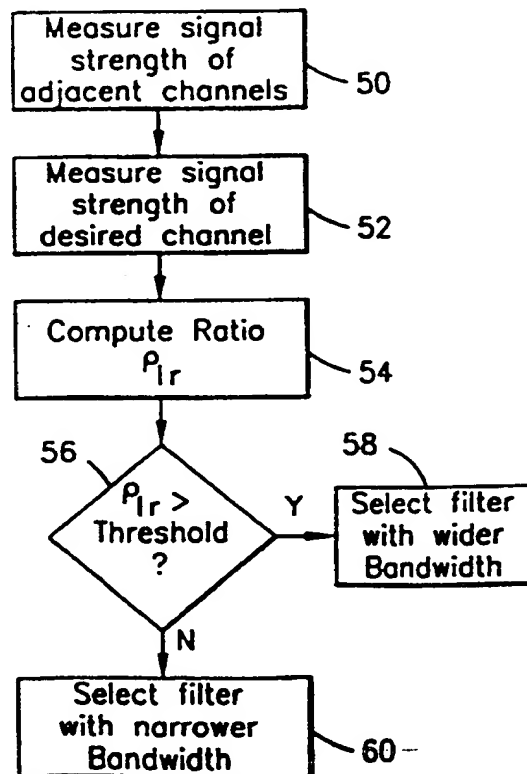 Measure signal
strength of
adjacent channels
50
Measure signal
strength of
desired channel
52
Compute Ratio
ρlr
54
56
ρlr >
Threshold
?
Y
58
Select filter
with wider
Bandwidth
N
Select filter
with narrower
Bandwidth
60